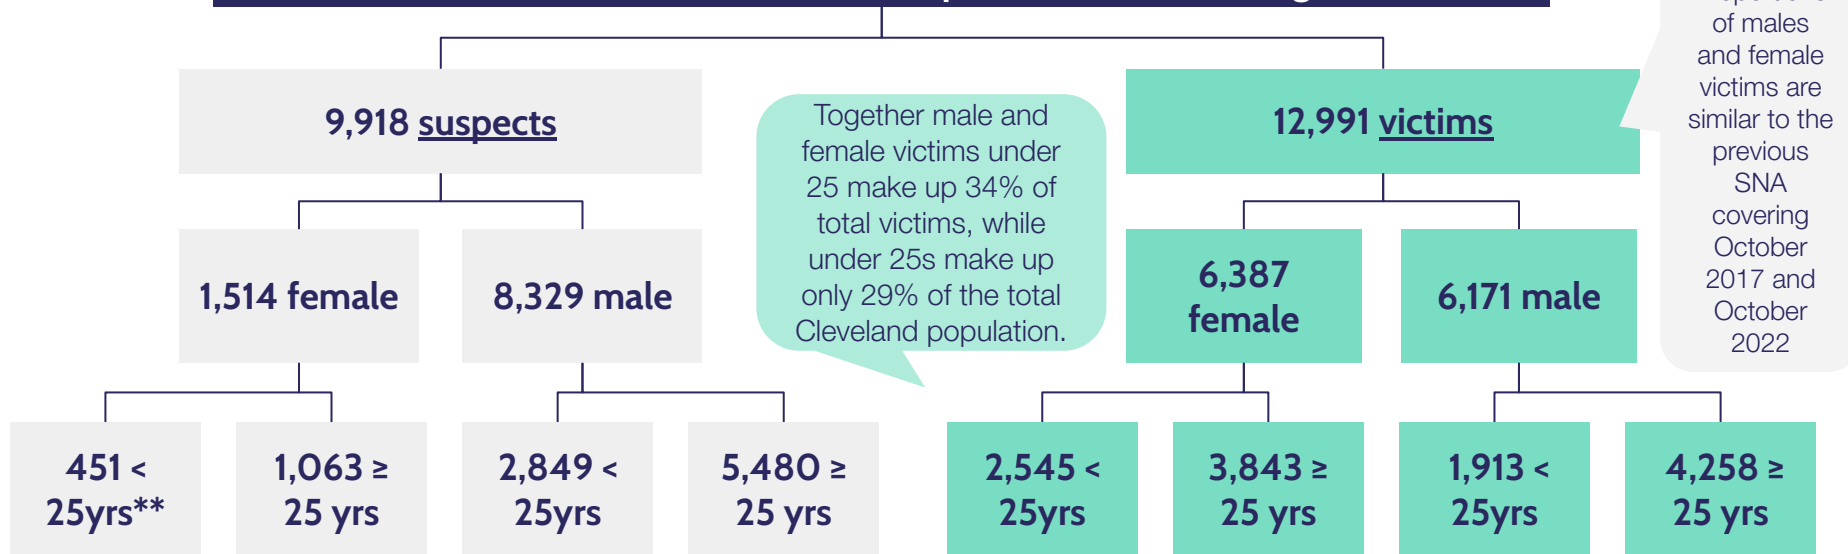 of males
and female
victims are
similar to the
previous
SNA
covering
October
2017 and
October
2022
9,918 suspects
Together male and
female victims under
25 make up 34% of
total victims, while
under 25s make up
only 29% of the total
Cleveland population.
12,991 victims
1,514 female
8,329 male
6,387
female
6,171 male
451 <
25yrs**
1,063 ≥
25 yrs
2,849 <
25yrs
5,480 ≥
25 yrs
2,545 <
25yrs
3,843 ≥
25 yrs
1,913 <
25yrs
4,258 ≥
25 yrs